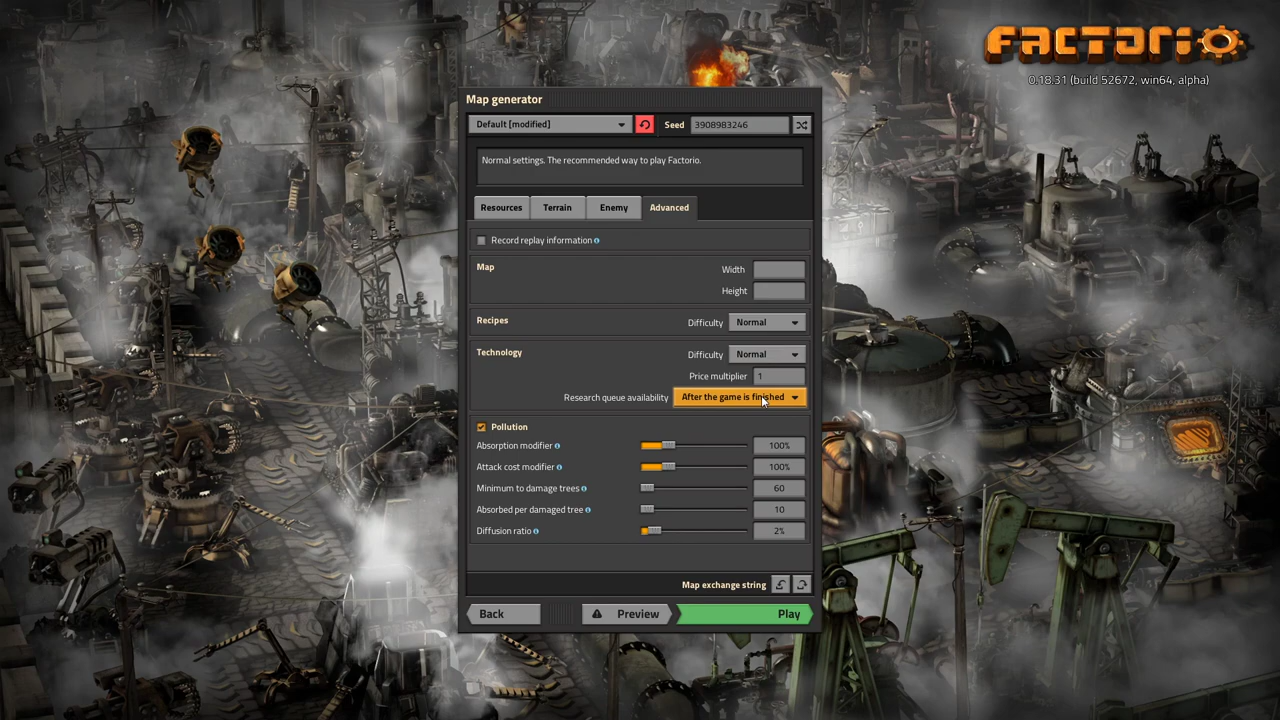 FACTORIO
0.18.31 (build 52672, win64, alpha)
Map generator
Default [modified] Seed 3908983246
Normal settings. The recommended way to play Factorio.
Resources Terrain Enemy Advanced
Record replay information
Map Width
Height
Recipes Difficulty Normal
Technology Difficulty Normal
Price multiplier 1
Research queue availability After the game is finished
Pollution
Absorption modifier 100%
Attack cost modifier 100%
Minimum to damage trees 60
Absorbed per damaged tree 10
Diffusion ratio 2%
Map exchange string
Back Preview Play